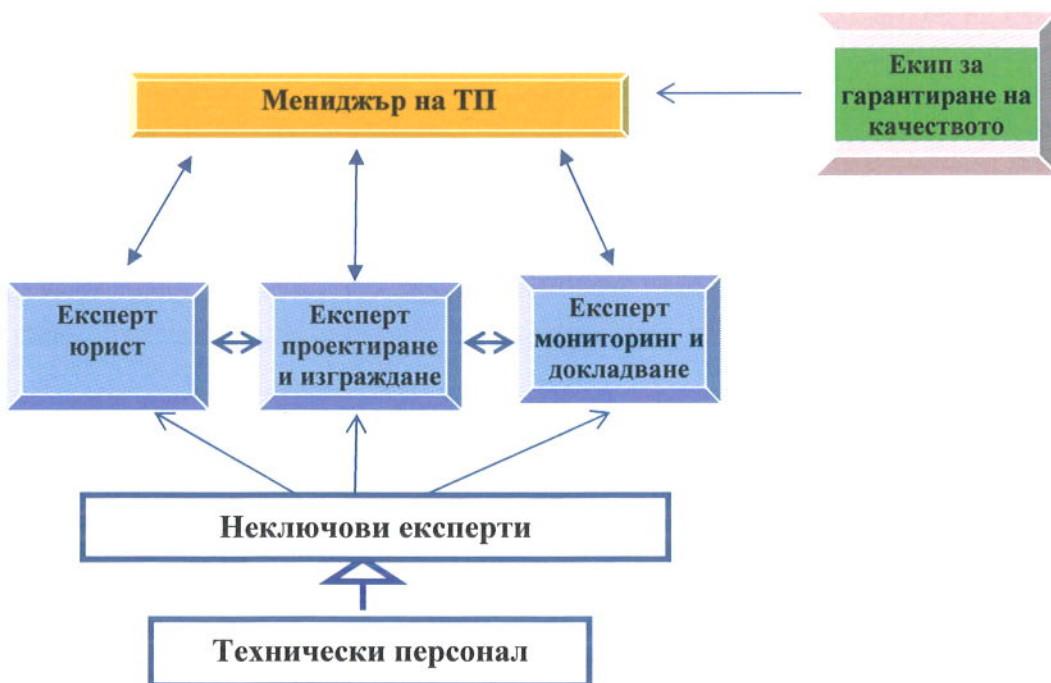 Екип за
гарантиране на
качеството
Мениджър на ТП
Експерт
юрист
Експерт
проектиране
и изграждане
Експерт
мониторинг и
докладване
Неключови експерти
Технически персонал